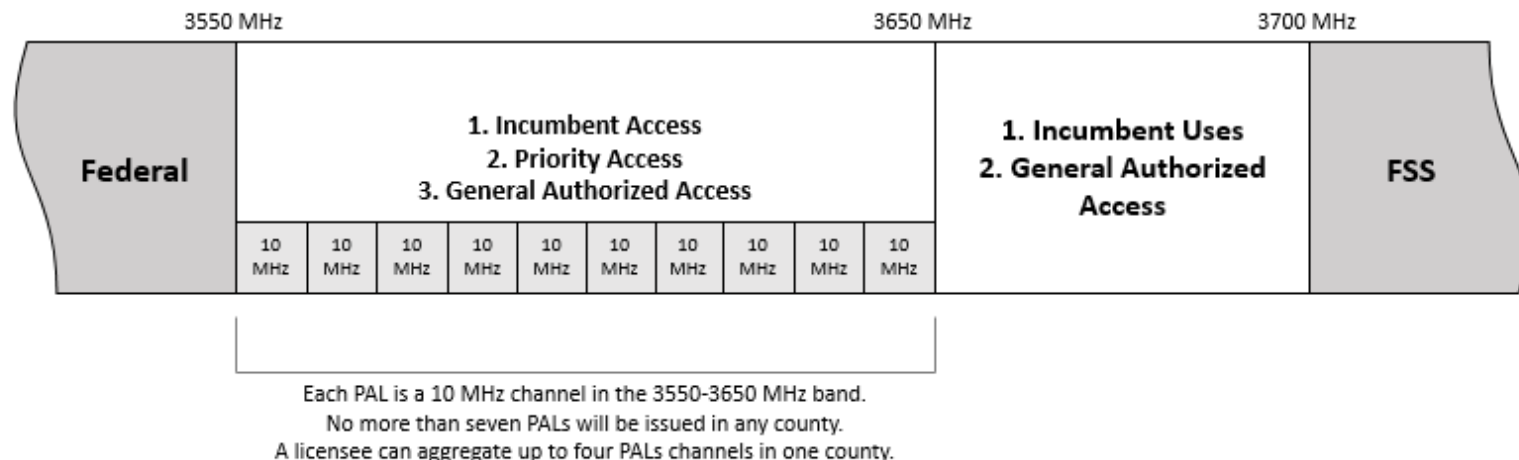 3550 MHz
3650 MHz
3700 MHz
Federal
1. Incumbent Access
2. Priority Access
3. General Authorized Access
1. Incumbent Uses
2. General Authorized
Access
FSS
10
MHz
10
MHz
10
MHz
10
MHz
10
MHz
10
MHz
10
MHz
10
MHz
10
MHz
10
MHz
Each PAL is a 10 MHz channel in the 3550-3650 MHz band.
No more than seven PALs will be issued in any county.
A licensee can aggregate up to four PALs channels in one county.